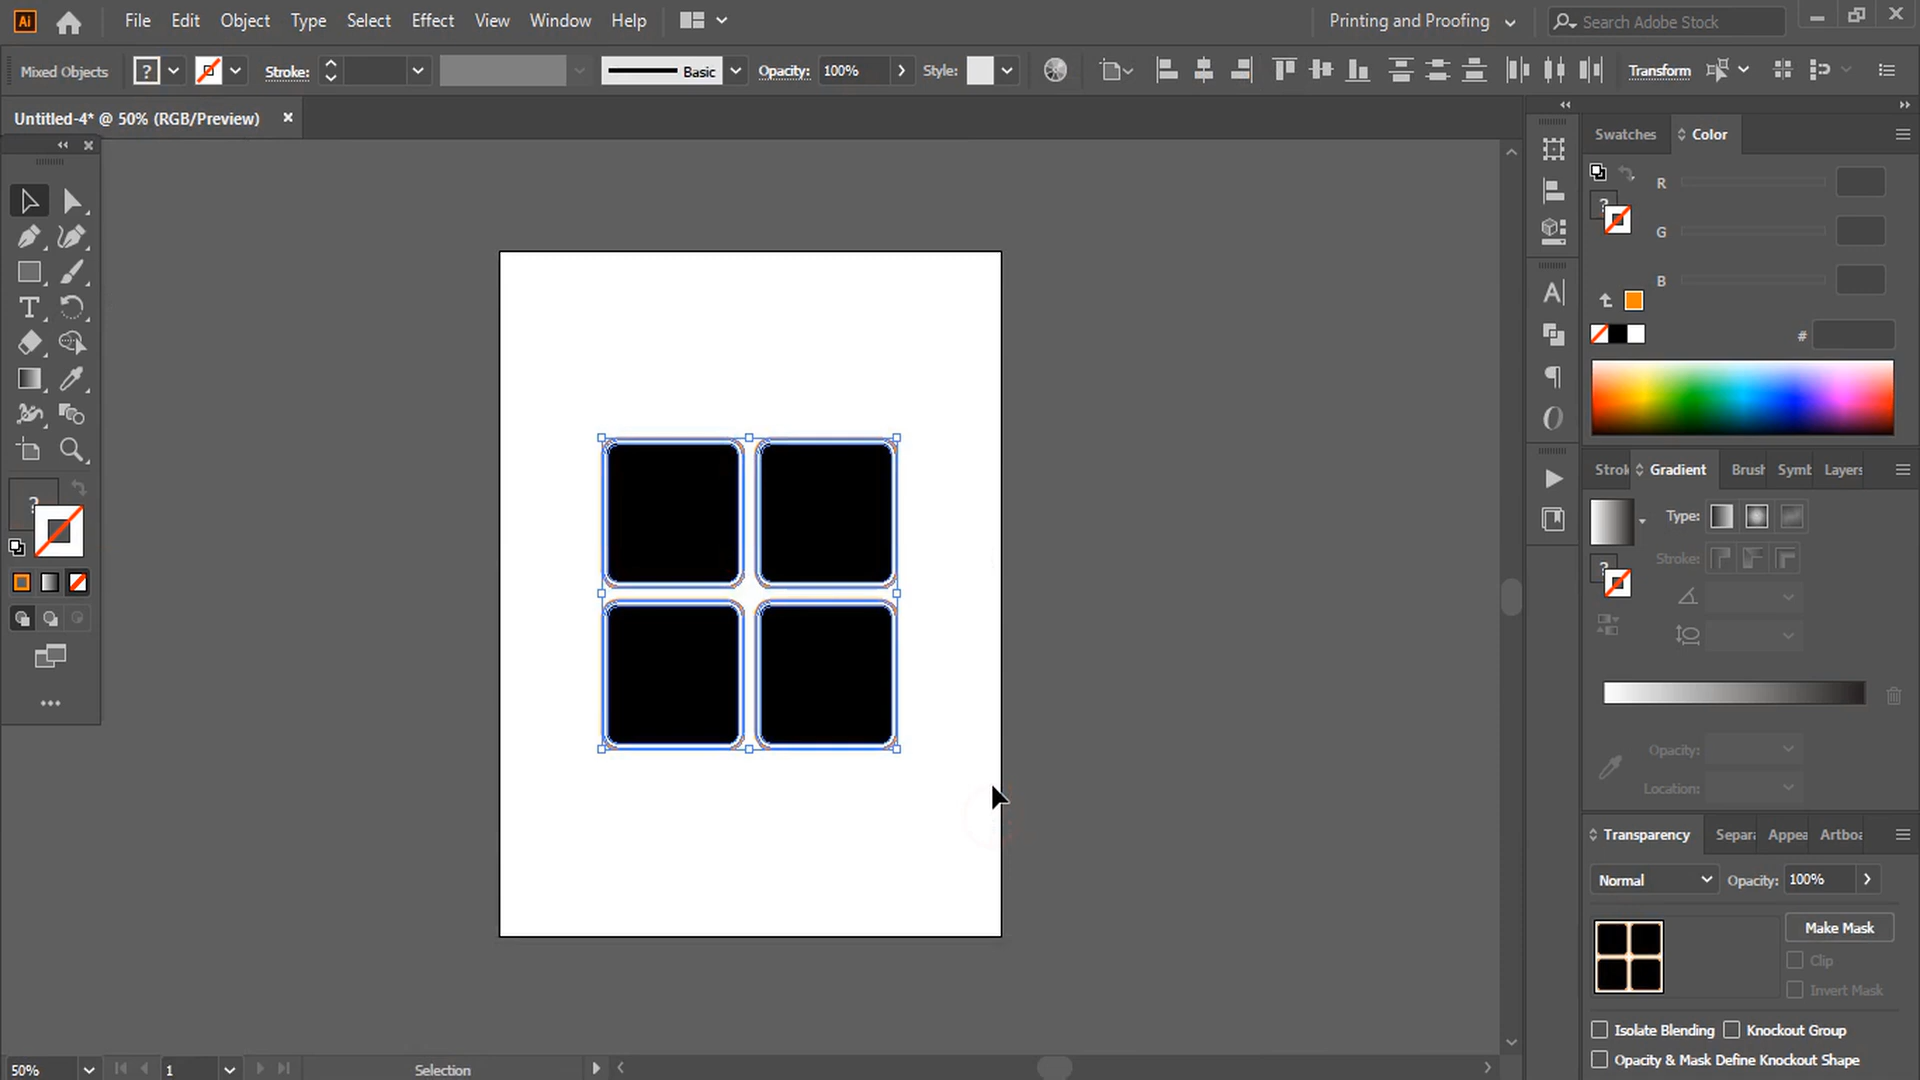 Ai File Edit Object Type Select Effect View Window Help Printing and Proofing Search Adobe Stock
Mixed Objects ? Stroke: Basic Opacity: 100% Style: Transform
Untitled-4* @ 50% (RGB/Preview)
Swatches Color
R
G
B
#
Strok Gradient Brush Symb Layers
Type:
Stroke:
Opacity:
Location:
Transparency Separ Appea Artboa
Normal Opacity: 100%
Make Mask
Clip
Invert Mask
Isolate Blending Knockout Group
Opacity & Mask Define Knockout Shape
50% 1 Selection